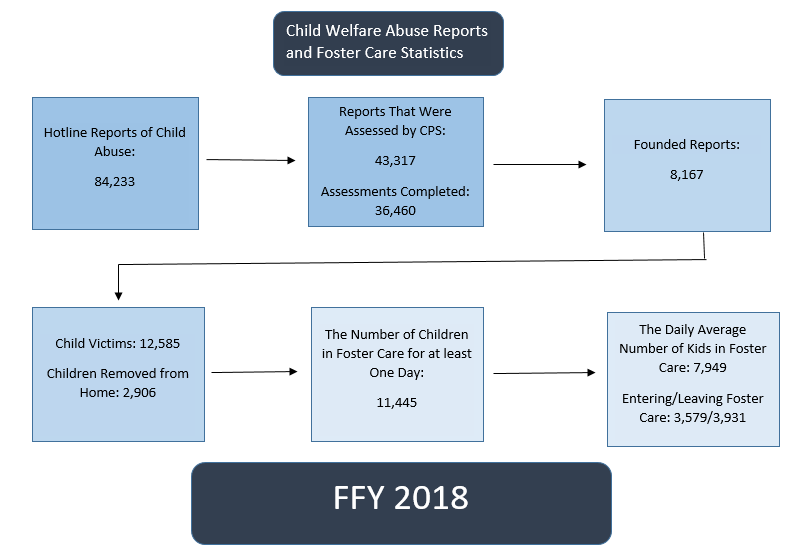 Child Welfare Abuse Reports
and Foster Care Statistics
Hotline Reports of Child
Abuse:
84,233
Reports That Were
Assessed by CPS:
43,317
Assessments Completed:
36,460
Founded Reports:
8,167
Child Victims: 12,585
Children Removed from
Home: 2,906
The Number of Children
in Foster Care for at least
One Day:
11,445
The Daily Average
Number of Kids in Foster
Care: 7,949
Entering/Leaving Foster
Care: 3,579/3,931
FFY 2018